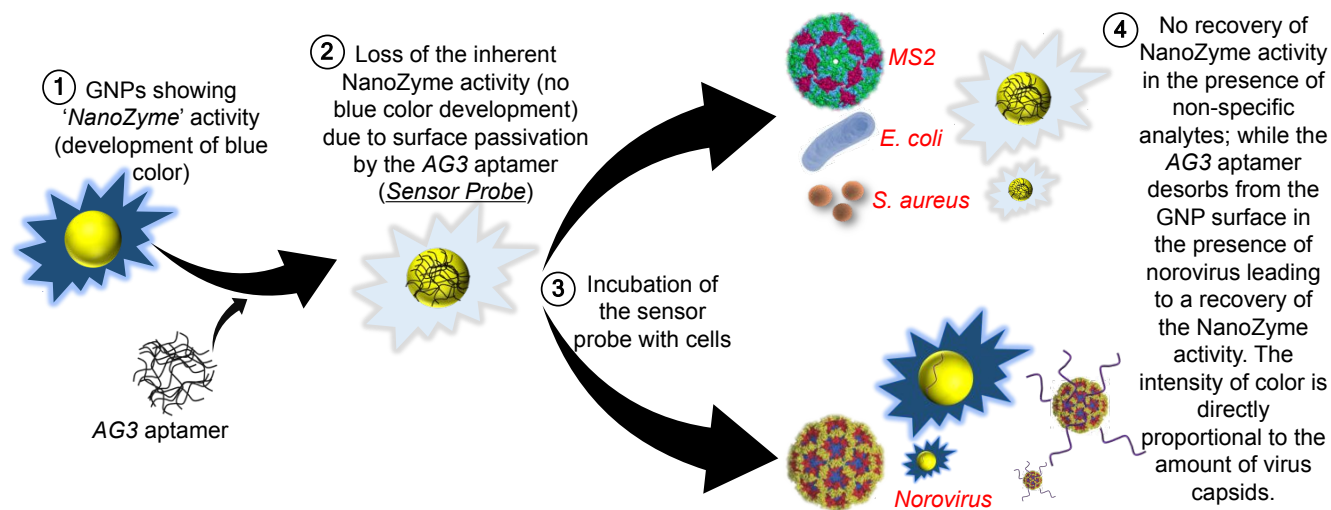 1
GNPs showing
‘NanoZyme’ activity
(development of blue
color)
AG3 aptamer
2
Loss of the inherent
NanoZyme activity (no
blue color development)
due to surface passivation
by the AG3 aptamer
(Sensor Probe)
3
Incubation of
the sensor
probe with cells
MS2
E. coli
S. aureus
Norovirus
4
No recovery of
NanoZyme activity
in the presence of
non-specific
analytes; while the
AG3 aptamer
desorbs from the
GNP surface in
the presence of
norovirus leading
to a recovery of
the NanoZyme
activity. The
intensity of color is
directly
proportional to the
amount of virus
capsids.